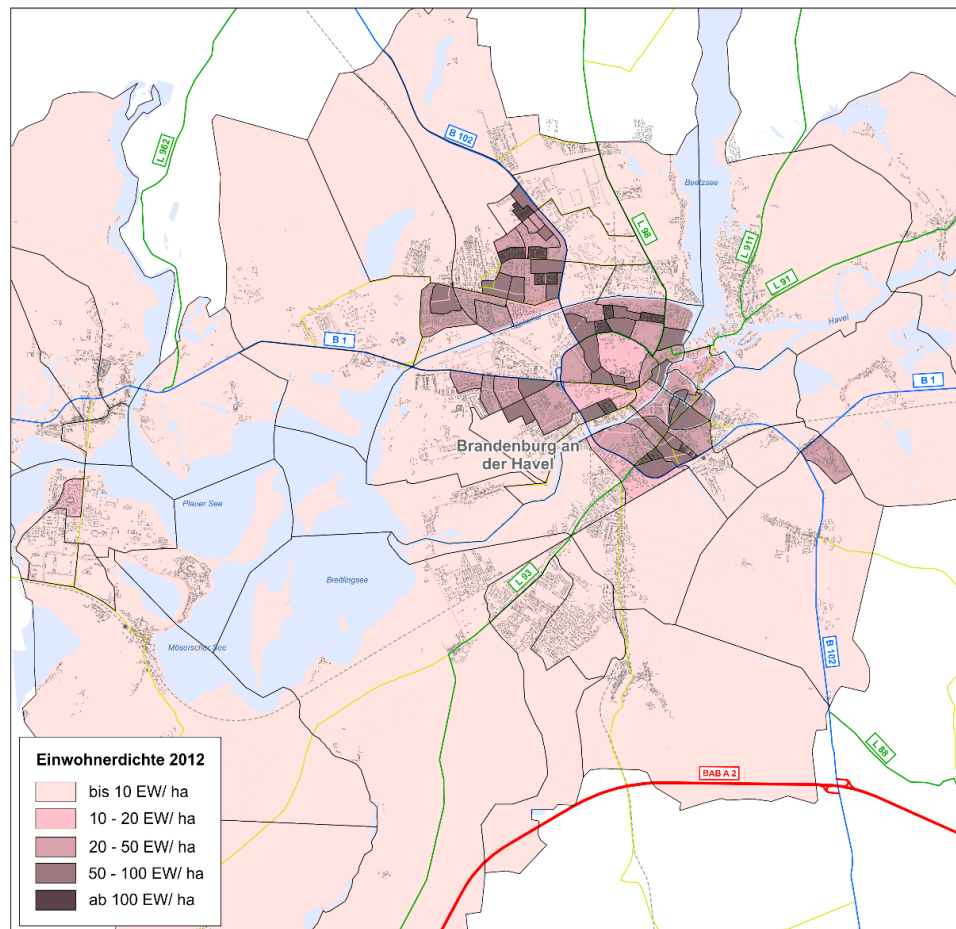 L 962
B 102
L 98
Beetzsee
L 911
L 91
Havel
B 1
B 1
Brandenburg an
der Havel
Plauer See
Breitlingsee
L 93
Möserscher See
B 102
L 88
BAB A 2
Einwohnerdichte 2012
bis 10 EW/ ha
10 - 20 EW/ ha
20 - 50 EW/ ha
50 - 100 EW/ ha
ab 100 EW/ ha